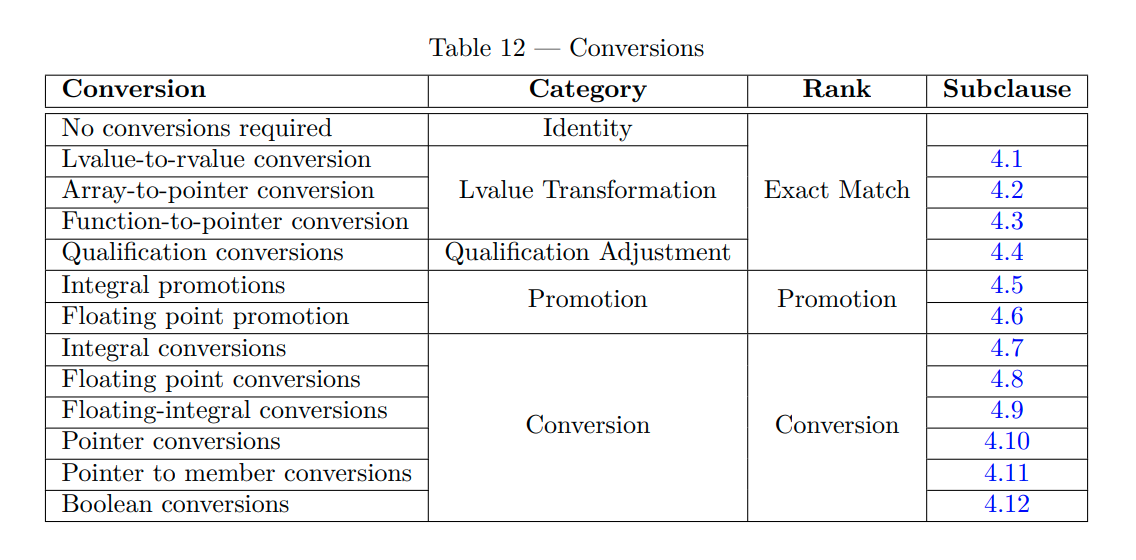 Table 12 — Conversions
Conversion Category Rank Subclause
No conversions required Identity
Lvalue-to-rvalue conversion 4.1
Array-to-pointer conversion Lvalue Transformation Exact Match 4.2
Function-to-pointer conversion 4.3
Qualification conversions Qualification Adjustment 4.4
Integral promotions 4.5
Promotion Promotion
Floating point promotion 4.6
Integral conversions 4.7
Floating point conversions 4.8
Floating-integral conversions 4.9
Conversion Conversion
Pointer conversions 4.10
Pointer to member conversions 4.11
Boolean conversions 4.12